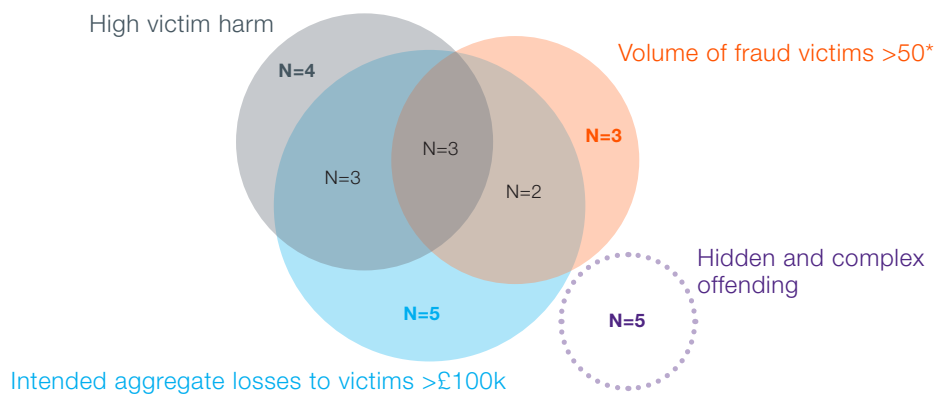 High victim harm
Volume of fraud victims >50*
N=4
N=3
N=3
N=3
N=2
Hidden and complex
offending
N=5
N=5
Intended aggregate losses to victims >£100k